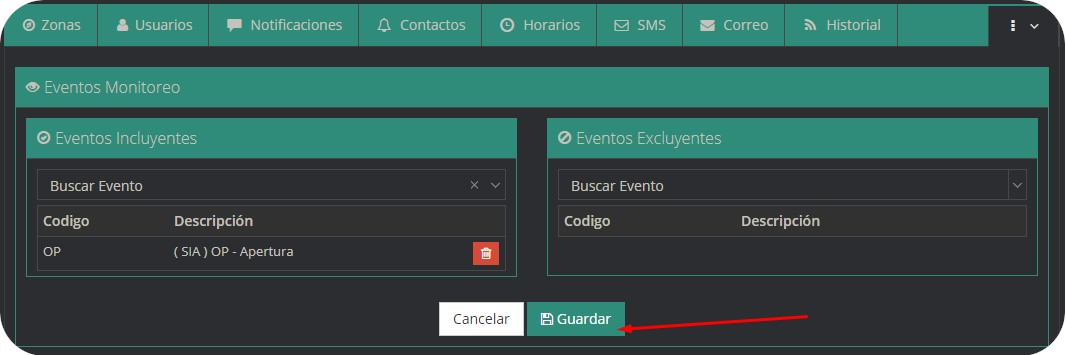 Zonas Usuarios Notificaciones Contactos Horarios SMS Correo Historial
Eventos Monitoreo
Eventos Incluyentes
Buscar Evento
Codigo Descripción
OP ( SIA ) OP - Apertura
Eventos Excluyentes
Buscar Evento
Codigo Descripción
Cancelar Guardar